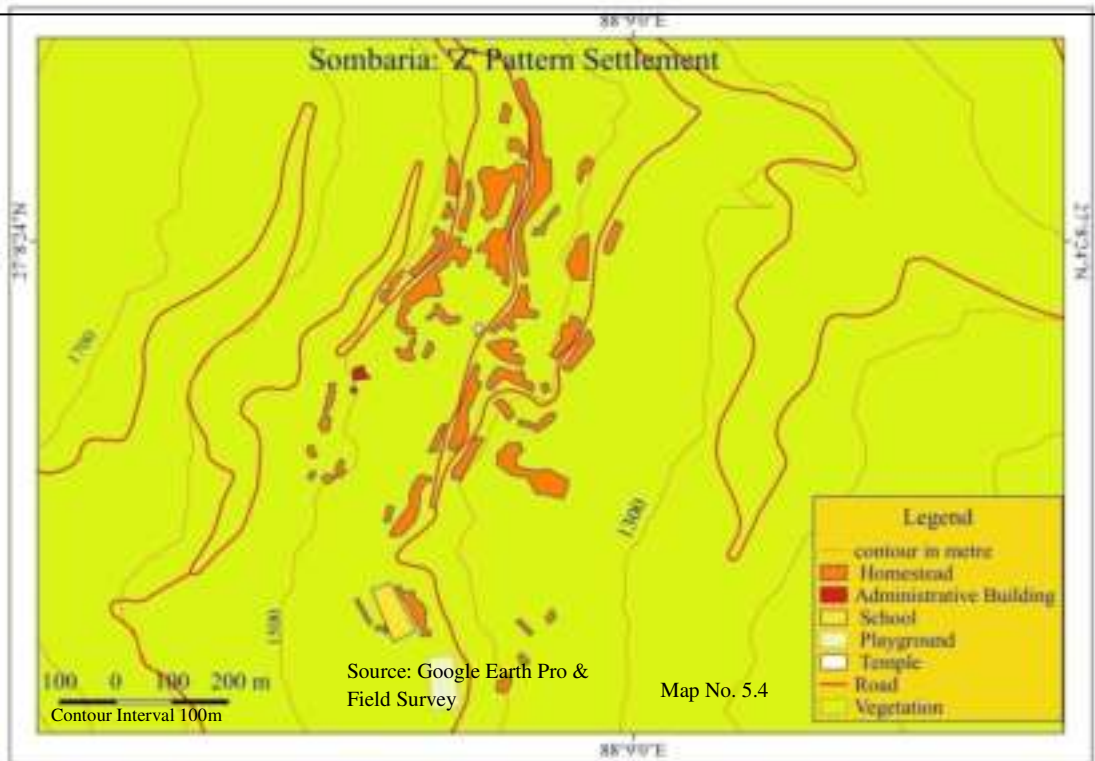 88°9'0"E
Sombaria: 'Z' Pattern Settlement
27°8'24"N
27°8'24"N
1700
1300
1500
Legend
contour in metre
Homestead
Administrative Building
School
Playground
Temple
Road
Vegetation
100 0 100 200 m
Contour Interval 100m
Source: Google Earth Pro &
Field Survey
Map No. 5.4
88°9'0"E